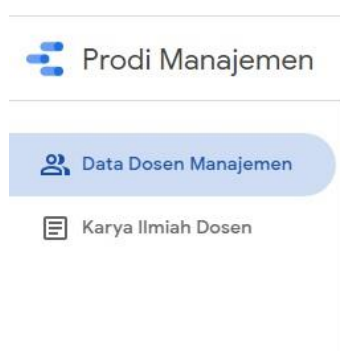 Prodi Manajemen
Data Dosen Manajemen
Karya Ilmiah Dosen